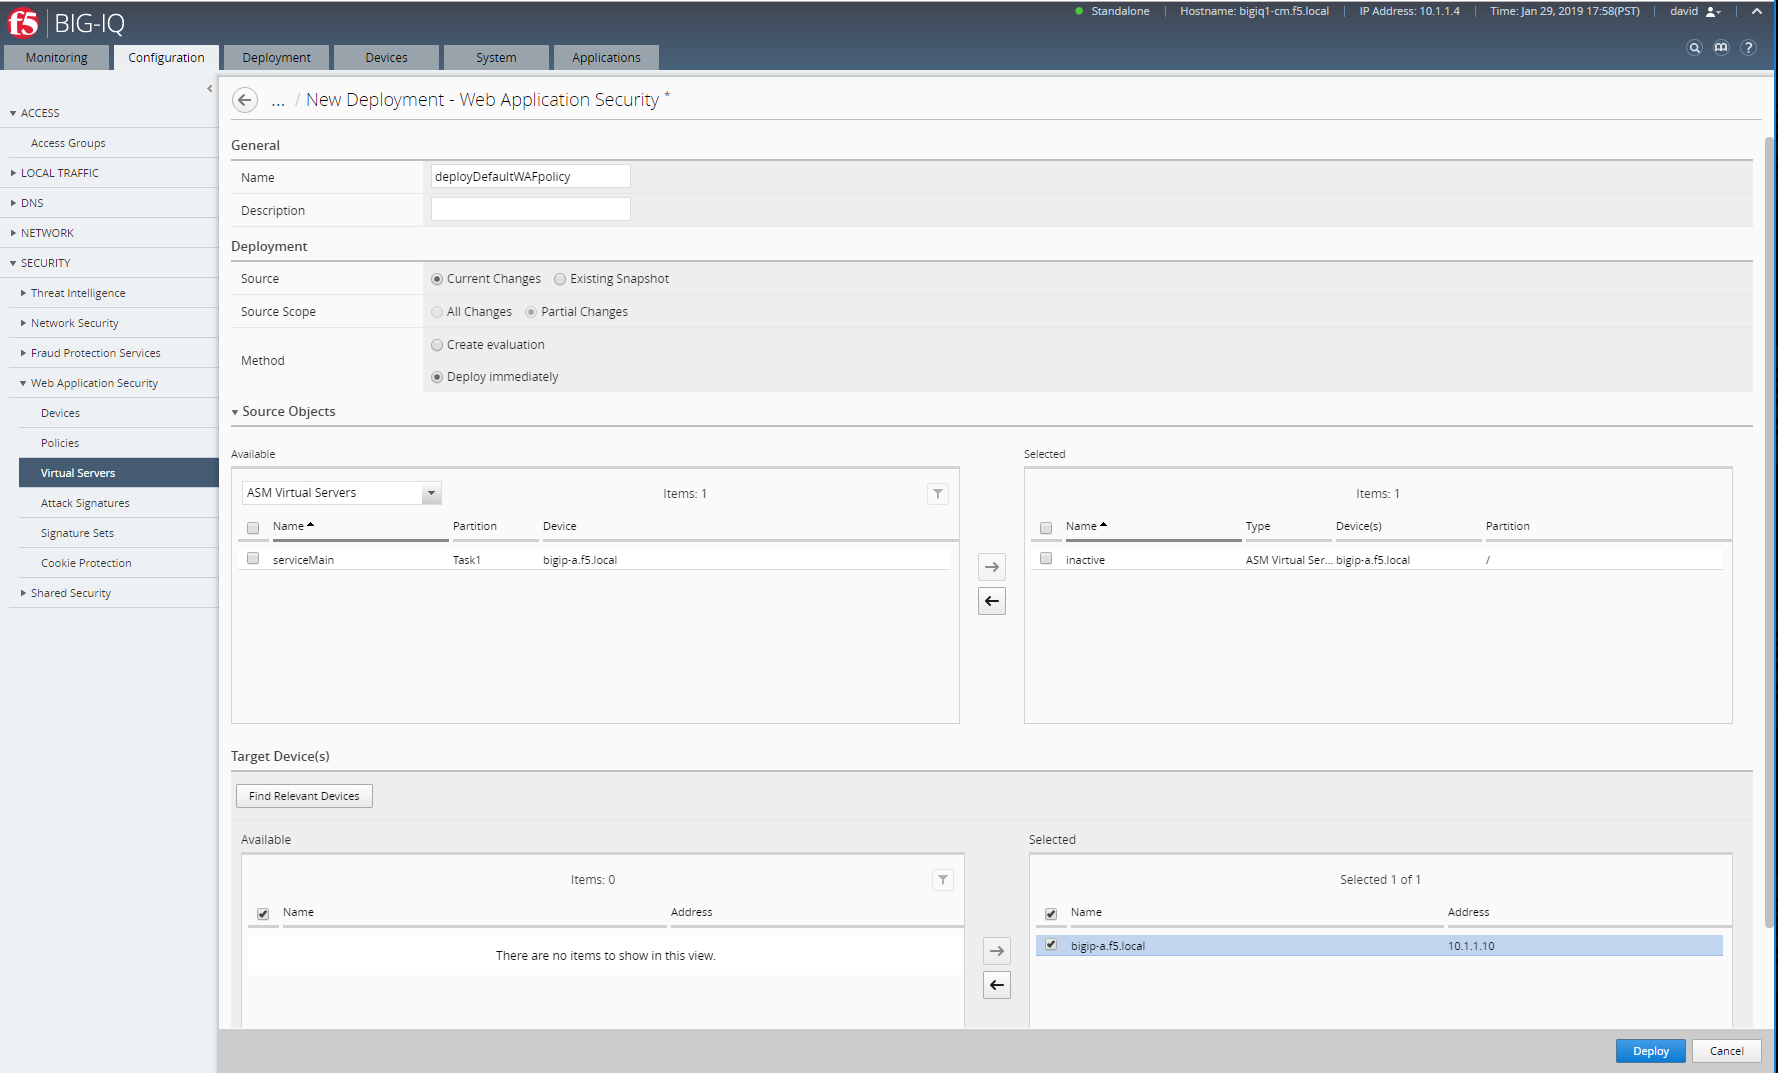 f5 BIG-IQ
Standalone Hostname: bigiq1-cm.f5.local IP Address: 10.1.1.4 Time: Jan 29, 2019 17:58(PST) david
Monitoring Configuration Deployment Devices System Applications
ACCESS
Access Groups
LOCAL TRAFFIC
DNS
NETWORK
SECURITY
Threat Intelligence
Network Security
Fraud Protection Services
Web Application Security
Devices
Policies
Virtual Servers
Attack Signatures
Signature Sets
Cookie Protection
Shared Security
... / New Deployment - Web Application Security *
General
Name deployDefaultWAFpolicy
Description
Deployment
Source Current Changes Existing Snapshot
Source Scope All Changes Partial Changes
Method
Create evaluation
Deploy immediately
Source Objects
Available
ASM Virtual Servers Items: 1
Name Partition Device
serviceMain Task1 bigip-a.f5.local
Selected
Items: 1
Name Type Device(s) Partition
inactive ASM Virtual Ser... bigip-a.f5.local /
Target Device(s)
Find Relevant Devices
Available
Items: 0
Name Address
There are no items to show in this view.
Selected
Selected 1 of 1
Name Address
bigip-a.f5.local 10.1.1.10
Deploy Cancel